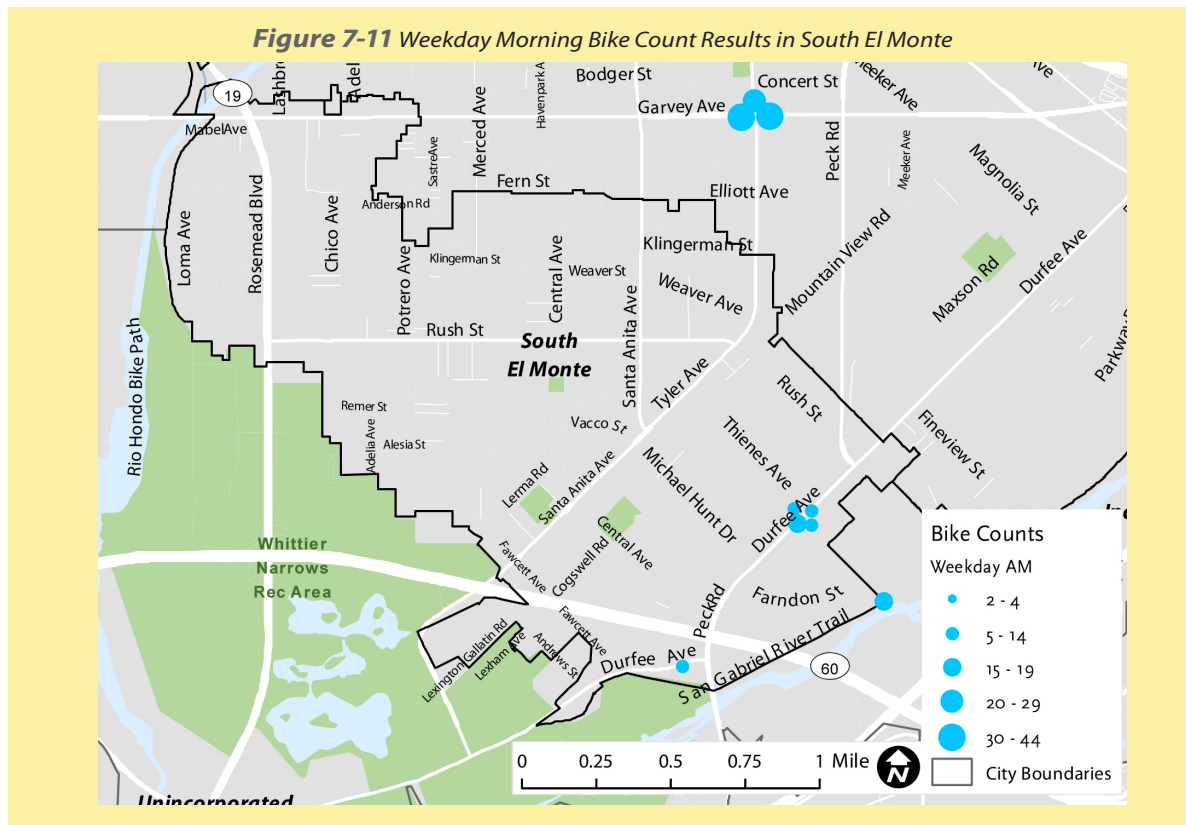 Figure 7-11 Weekday Morning Bike Count Results in South El Monte
Bodger St
Concert St
Meeker Ave
Ave
19
Lashbro
Adel
Havenpark A
Garvey Ave
MabelAve
Merced Ave
SastreAve
Peck Rd
Meeker Ave
Magnolia St
Fern St
Elliott Ave
Anderson Rd
Loma Ave
Rosemead Blvd
Chico Ave
Potrero Ave
Klingerman St
Klingerman St
Central Ave
Weaver St
Weaver Ave
Mountain View Rd
Maxson Rd
Durfee Ave
Santa Anita Ave
Rush St
South
El Monte
Parkway
Rio Hondo Bike Path
Tyler Ave
Rush St
Remer St
Adelia Ave
Alesia St
Vacco St
Thienes Ave
Fineview St
Michael Hunt Dr
Lerma Rd
Santa Anita Ave
Central Ave
Durfee Ave
Whittier
Narrows
Rec Area
Fawcett Ave
Cogswell Rd
Farndon St
PeckRd
Fawcett Ave
Lexington Gallatin Rd
Lexham Ave
Andrews St
Durfee Ave
San Gabriel River Trail
60
Bike Counts
Weekday AM
2 - 4
5 - 14
15 - 19
20 - 29
30 - 44
City Boundaries
0 0.25 0.5 0.75 1 Mile
N
Unincorporated